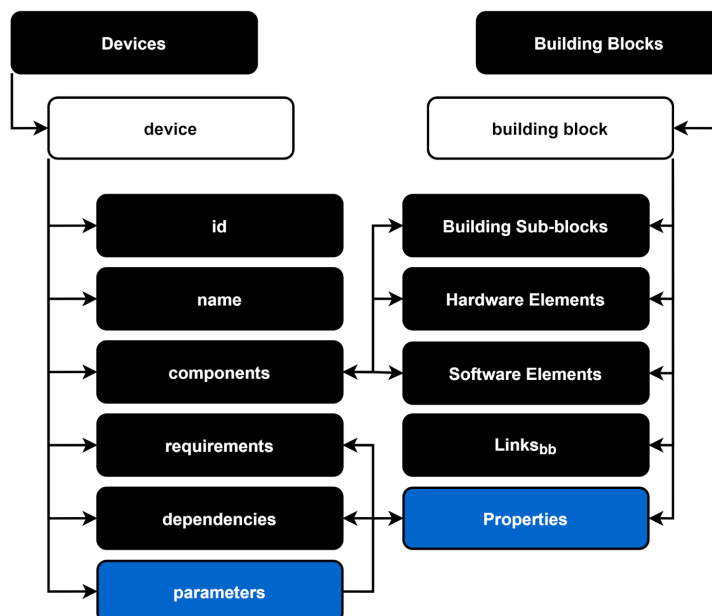 Devices
Building Blocks
device
building block
id
Building Sub-blocks
name
Hardware Elements
components
Software Elements
requirements
Links_bb
dependencies
Properties
parameters